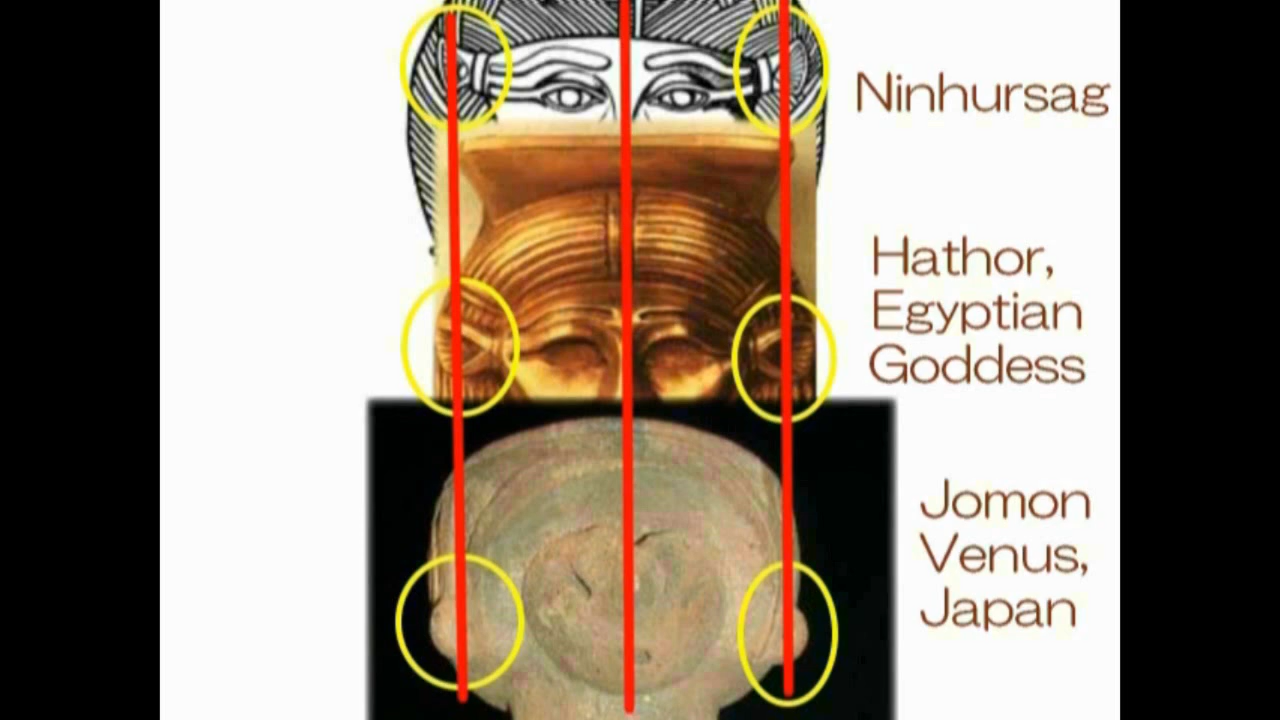 Ninhursag
Hathor,
Egyptian
Goddess
Jomon
Venus,
Japan